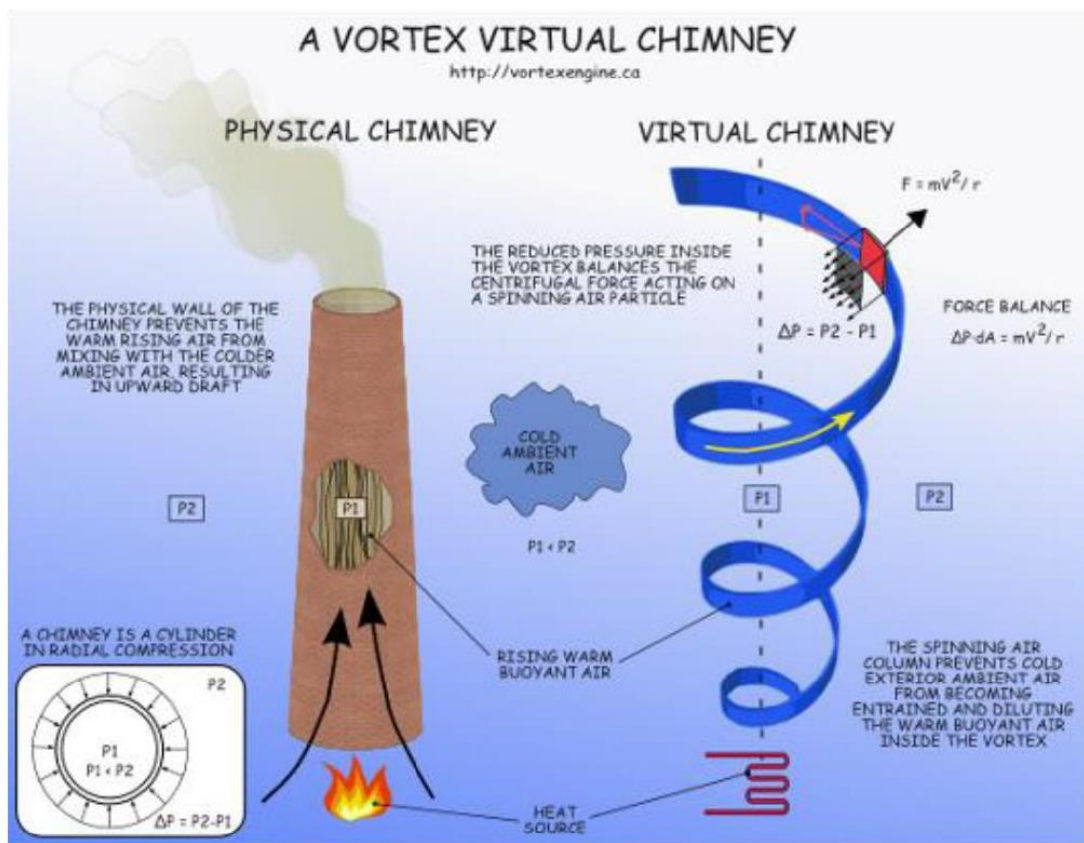 A VORTEX VIRTUAL CHIMNEY
http://vortexengine.ca
PHYSICAL CHIMNEY
VIRTUAL CHIMNEY
F = mV²/ r
THE REDUCED PRESSURE INSIDE
THE VORTEX BALANCES THE
CENTRIFUGAL FORCE ACTING ON
A SPINNING AIR PARTICLE
THE PHYSICAL WALL OF THE
CHIMNEY PREVENTS THE
WARM RISING AIR FROM
MIXING WITH THE COLDER
AMBIENT AIR, RESULTING
IN UPWARD DRAFT
ΔP = P2 - P1
FORCE BALANCE
ΔP·dA = mV²/ r
COLD
AMBIENT
AIR
P2
P1
P1 < P2
P1
P2
A CHIMNEY IS A CYLINDER
IN RADIAL COMPRESSION
P2
P1
P1 < P2
ΔP = P2-P1
RISING WARM
BUOYANT AIR
THE SPINNING AIR
COLUMN PREVENTS COLD
EXTERIOR AMBIENT AIR
FROM BECOMING
ENTRAINED AND DILUTING
THE WARM BUOYANT AIR
INSIDE THE VORTEX
HEAT
SOURCE